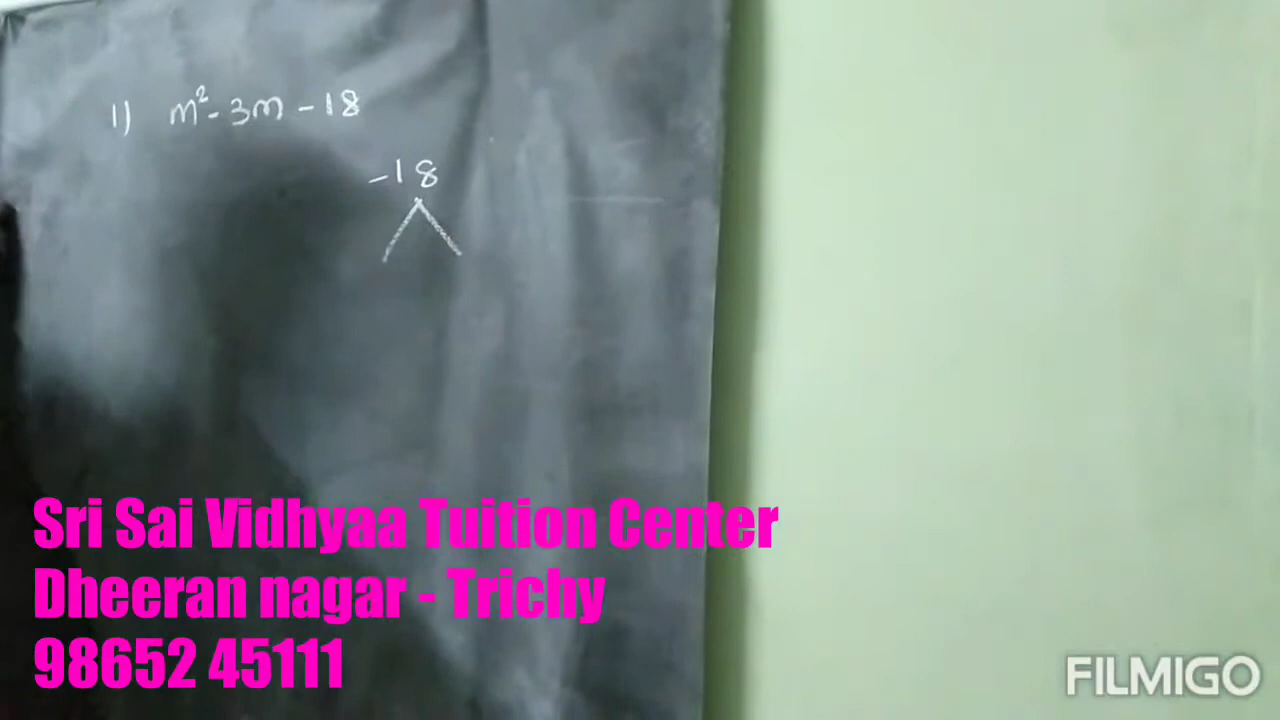 1) m² - 3m - 18
-18
Sri Sai Vidhyaa Tuition Center
Dheeran nagar - Trichy
98652 45111
FILMIGO